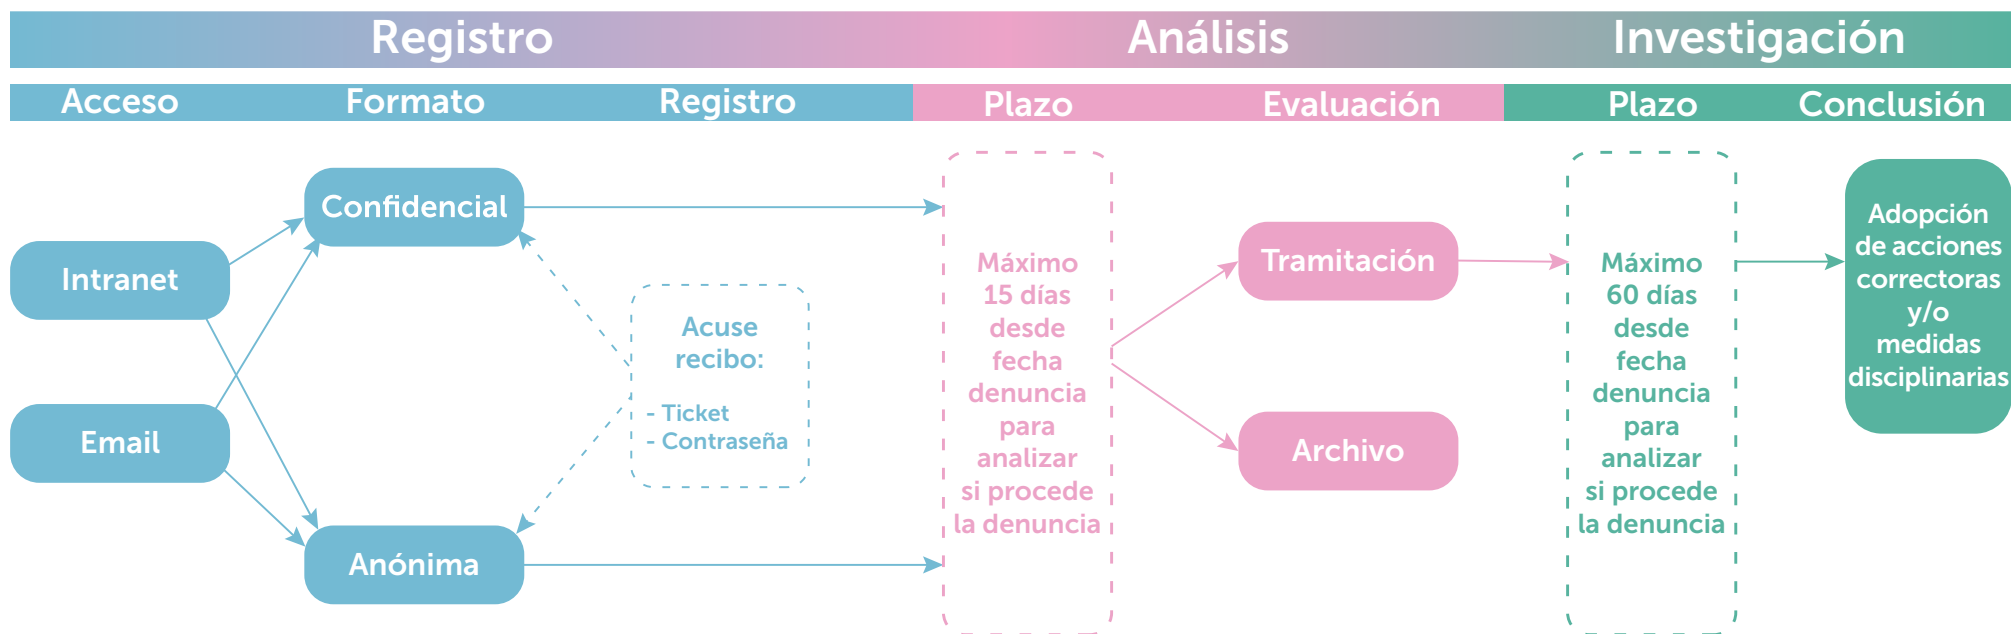 Registro
Análisis
Investigación
Acceso
Formato
Registro
Plazo
Evaluación
Plazo
Conclusión
Intranet
Email
Confidencial
Anónima
Acuse
recibo:
- Ticket
- Contraseña
Máximo
15 días
desde
fecha
denuncia
para
analizar
si procede
la denuncia
Tramitación
Archivo
Máximo
60 días
desde
fecha
denuncia
para
analizar
si procede
la denuncia
Adopción
de acciones
correctoras
y/o
medidas
disciplinarias